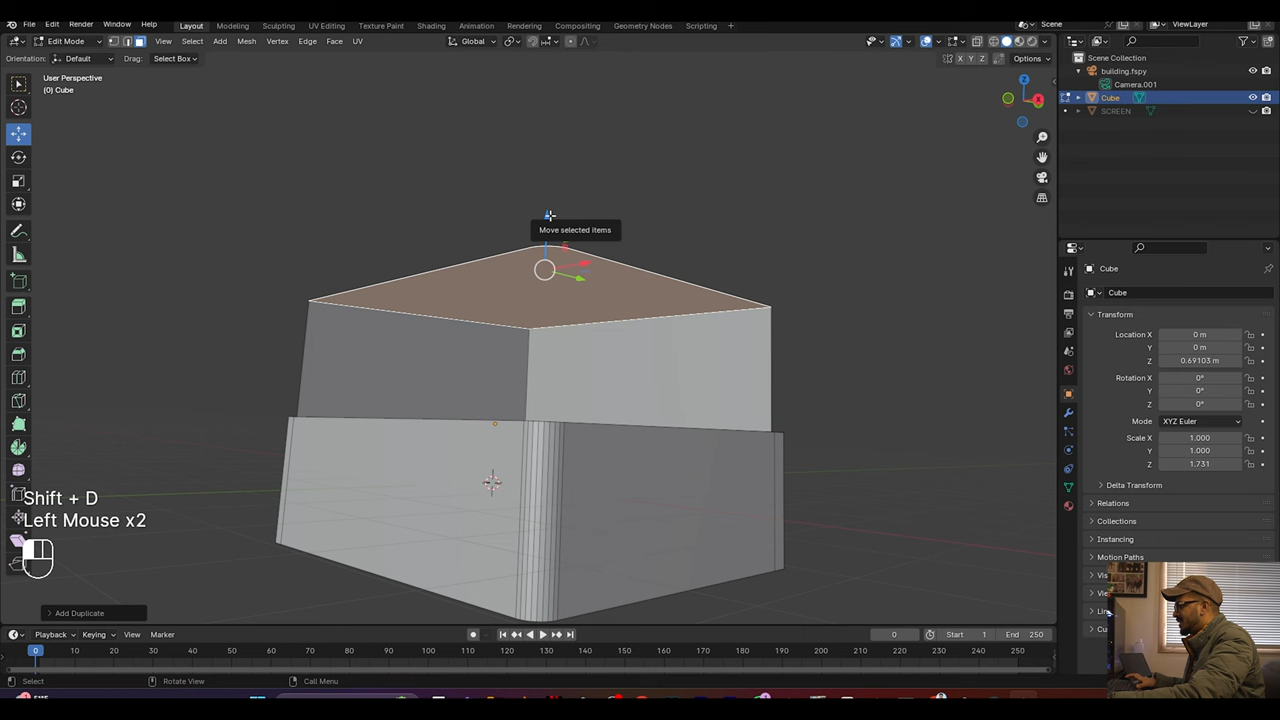 File Edit Render Window Help Layout Modeling Sculpting UV Editing Texture Paint Shading Animation Rendering Compositing Geometry Nodes Scripting + Scene ViewLayer
Edit Mode View Select Add Mesh Vertex Edge Face UV Global
Orientation: Default Drag: Select Box X Y Z Options
User Perspective
(0) Cube
Z
X
Scene Collection
building.fspy
Camera.001
Cube
SCREEN
Move selected items
Cube
Cube
Transform
Location X 0 m
Y 0 m
Z 0.69103 m
Rotation X 0°
Y 0°
Z 0°
Mode XYZ Euler
Scale X 1.000
Y 1.000
Z 1.731
Delta Transform
Relations
Collections
Instancing
Motion Paths
Shift + D
Left Mouse x2
Add Duplicate
Playback Keying View Marker 0 Start 1 End 250
0 10 20 30 40 50 60 70 80 90 100 110 120 130 140 150 160 170 180 190 200 210 220 230 240 250
Select Rotate View Call Menu